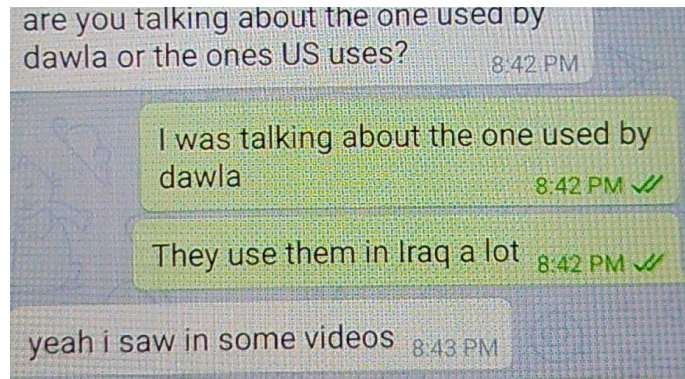 are you talking about the one used by
dawla or the ones US uses?
8:42 PM
I was talking about the one used by
dawla
8:42 PM
They use them in Iraq a lot
8:42 PM
yeah i saw in some videos
8:43 PM